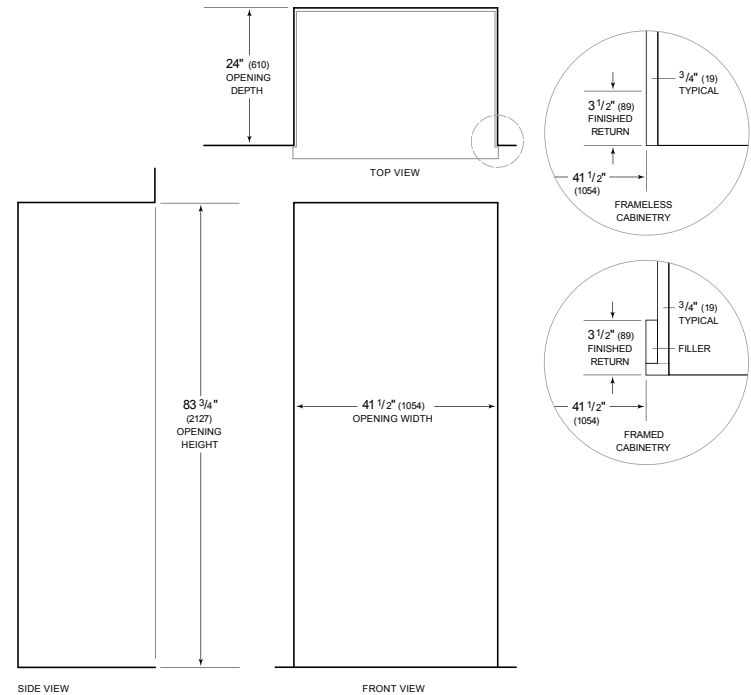 24" (610)
OPENING
DEPTH
TOP VIEW
3/4" (19)
TYPICAL
3 1/2" (89)
FINISHED
RETURN
41 1/2"
(1054)
FRAMELESS
CABINETRY
3/4" (19)
TYPICAL
3 1/2" (89)
FINISHED
RETURN
FILLER
41 1/2"
(1054)
FRAMED
CABINETRY
83 3/4"
(2127)
OPENING
HEIGHT
41 1/2" (1054)
OPENING WIDTH
SIDE VIEW
FRONT VIEW